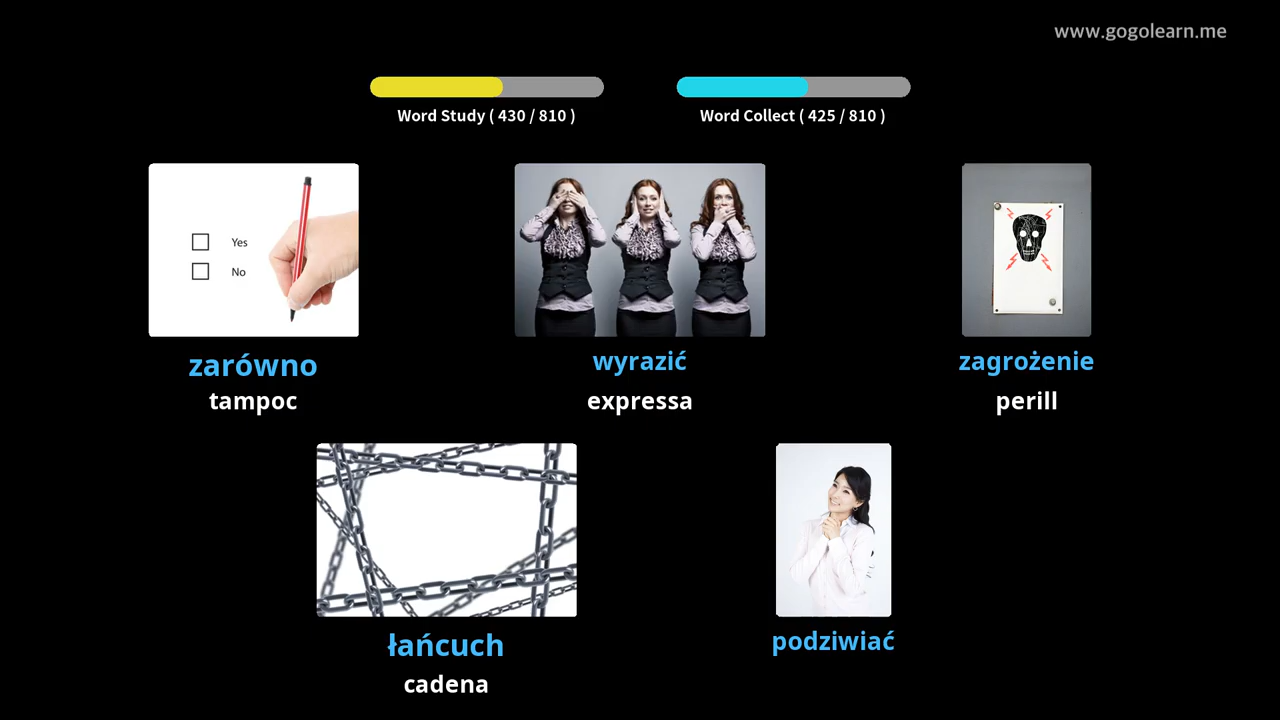 www.gogolearn.me
Word Study ( 430 / 810 )
Word Collect ( 425 / 810 )
Yes
No
zarówno
tampoc
wyrazić
expressa
zagrożenie
perill
łańcuch
cadena
podziwiać